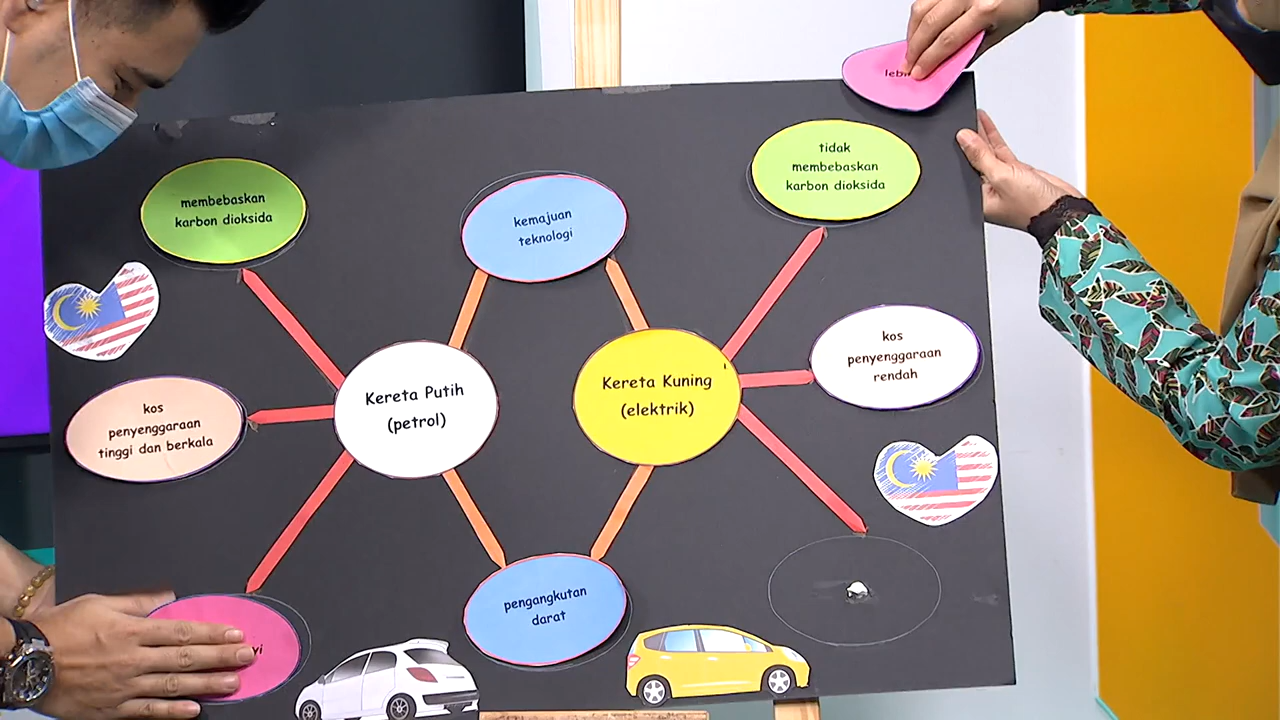 membebaskan
karbon dioksida
kemajuan
teknologi
tidak
membebaskan
karbon dioksida
kos
penyenggaraan
tinggi dan berkala
Kereta Putih
(petrol)
Kereta Kuning
(elektrik)
kos
penyenggaraan
rendah
pengangkutan
darat